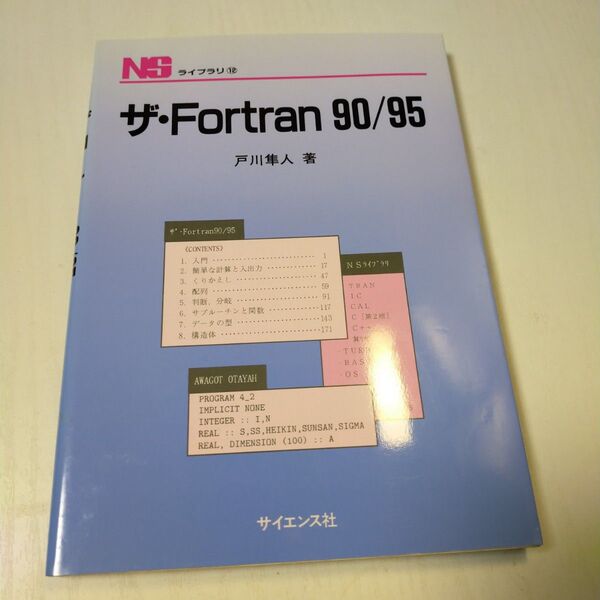 NS ライブラリ⑫
ザ・Fortran 90/95
戸川隼人 著
ザ・Fortran90/95
《CONTENTS》
1. 入門 ············ 1
2. 簡単な計算と入出力 ······ 17
3. くりかえし ············ 47
4. 配列 ············ 59
5. 判断、分岐 ············ 91
6. サブルーチンと関数 ······ 117
7. データの型 ············ 143
8. 構造体 ············ 171
NSライブラリ
TRAN
IC
CAL
C [第2版]
C++
AWAGOT OTAYAH
PROGRAM 4_2
IMPLICIT NONE
INTEGER :: I,N
REAL :: S,SS,HEIKIN,SUNSAN,SIGMA
REAL, DIMENSION (100) :: A
サイエンス社